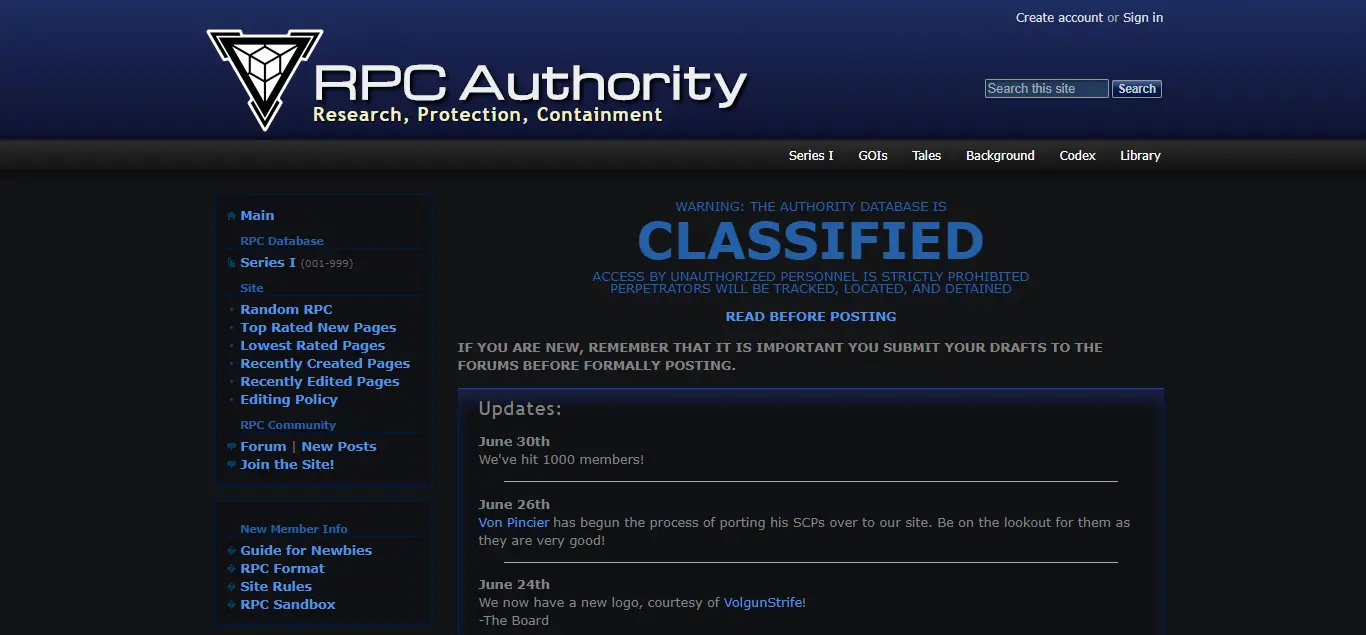 Create account or Sign in
RPC Authority
Research, Protection, Containment
Search this site
Search
Series I
GOIs
Tales
Background
Codex
Library
Main
RPC Database
Series I (001-999)
Site
Random RPC
Top Rated New Pages
Lowest Rated Pages
Recently Created Pages
Recently Edited Pages
Editing Policy
RPC Community
Forum | New Posts
Join the Site!
New Member Info
Guide for Newbies
RPC Format
Site Rules
RPC Sandbox
WARNING: THE AUTHORITY DATABASE IS
CLASSIFIED
ACCESS BY UNAUTHORIZED PERSONNEL IS STRICTLY PROHIBITED
PERPETRATORS WILL BE TRACKED, LOCATED, AND DETAINED
READ BEFORE POSTING
IF YOU ARE NEW, REMEMBER THAT IT IS IMPORTANT YOU SUBMIT YOUR DRAFTS TO THE
FORUMS BEFORE FORMALLY POSTING.
Updates:
June 30th
We've hit 1000 members!
June 26th
Von Pincier has begun the process of porting his SCPs over to our site. Be on the lookout for them as
they are very good!
June 24th
We now have a new logo, courtesy of VolgunStrife!
-The Board